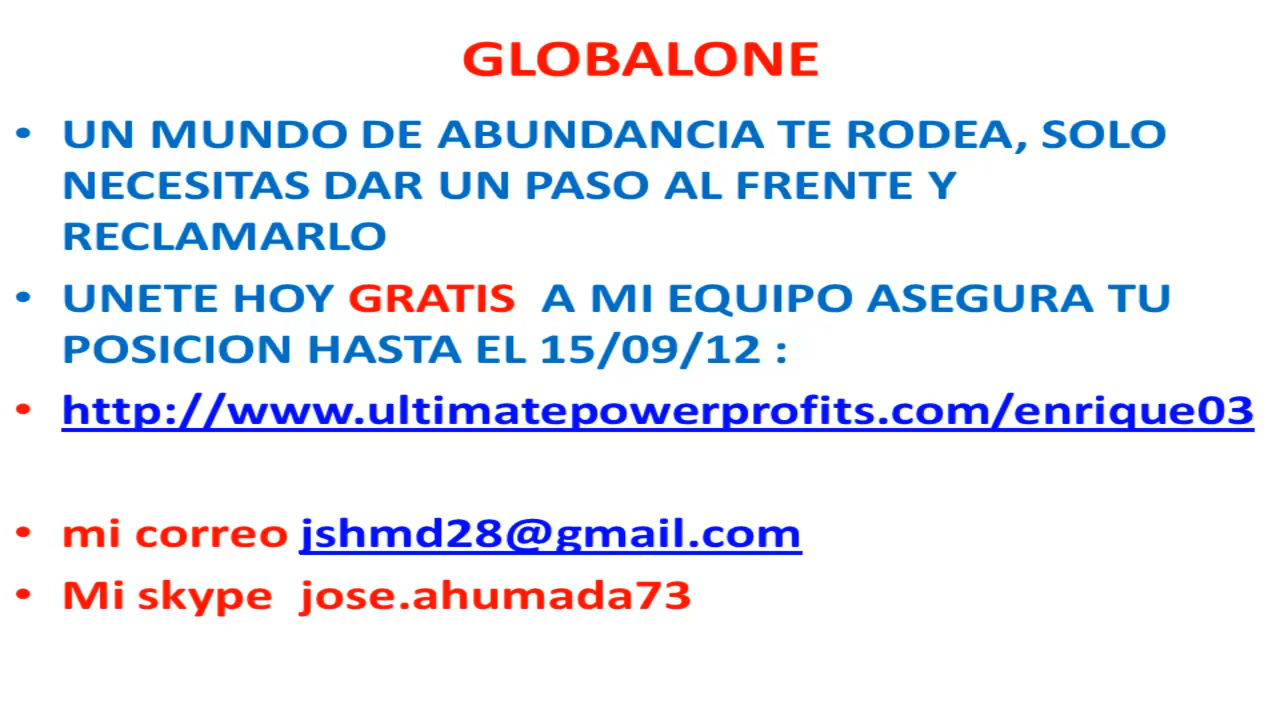 GLOBALONE
• UN MUNDO DE ABUNDANCIA TE RODEA, SOLO
NECESITAS DAR UN PASO AL FRENTE Y
RECLAMARLO
• UNETE HOY GRATIS A MI EQUIPO ASEGURA TU
POSICION HASTA EL 15/09/12 :
• http://www.ultimatepowerprofits.com/enrique03
• mi correo jshmd28@gmail.com
• Mi skype jose.ahumada73